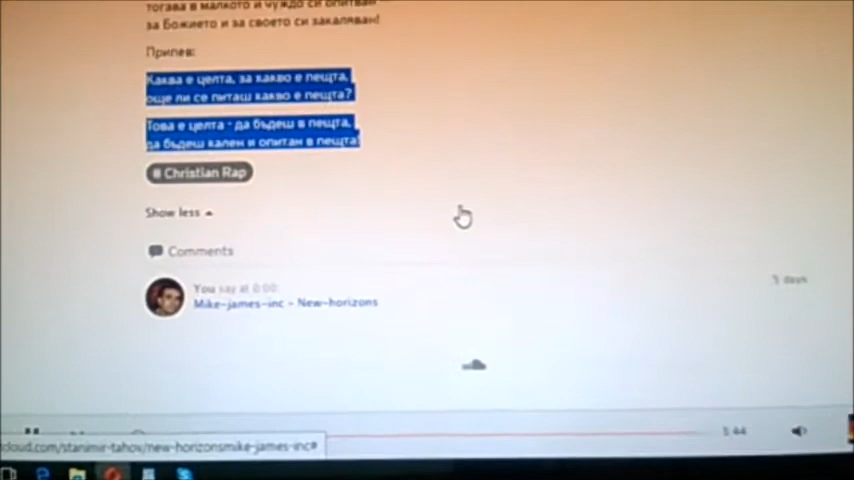 тогава в малкото и чуждо си опитван
за Божието и за своето си закаляван!
Припев:
Каква е целта, за какво е пещта,
още ли се питаш какво е пещта?
Това е целта - да бъдеш в пещта,
да бъдеш кален и опитан в пещта!
# Christian Rap
Show less
Comments
You say at 0:00:
days
Mike-james-inc - New-horizons
cloud.com/stanimir-tahov/new-horizonsmike-james-inc#